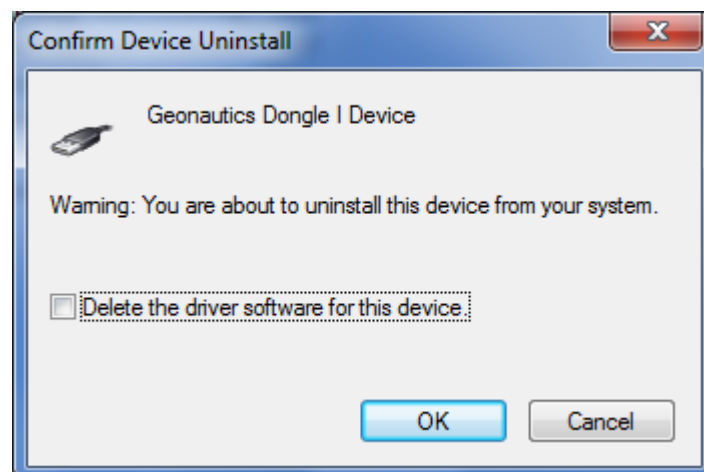 Confirm Device Uninstall
Geonautics Dongle I Device
Warning: You are about to uninstall this device from your system.
Delete the driver software for this device.
OK
Cancel